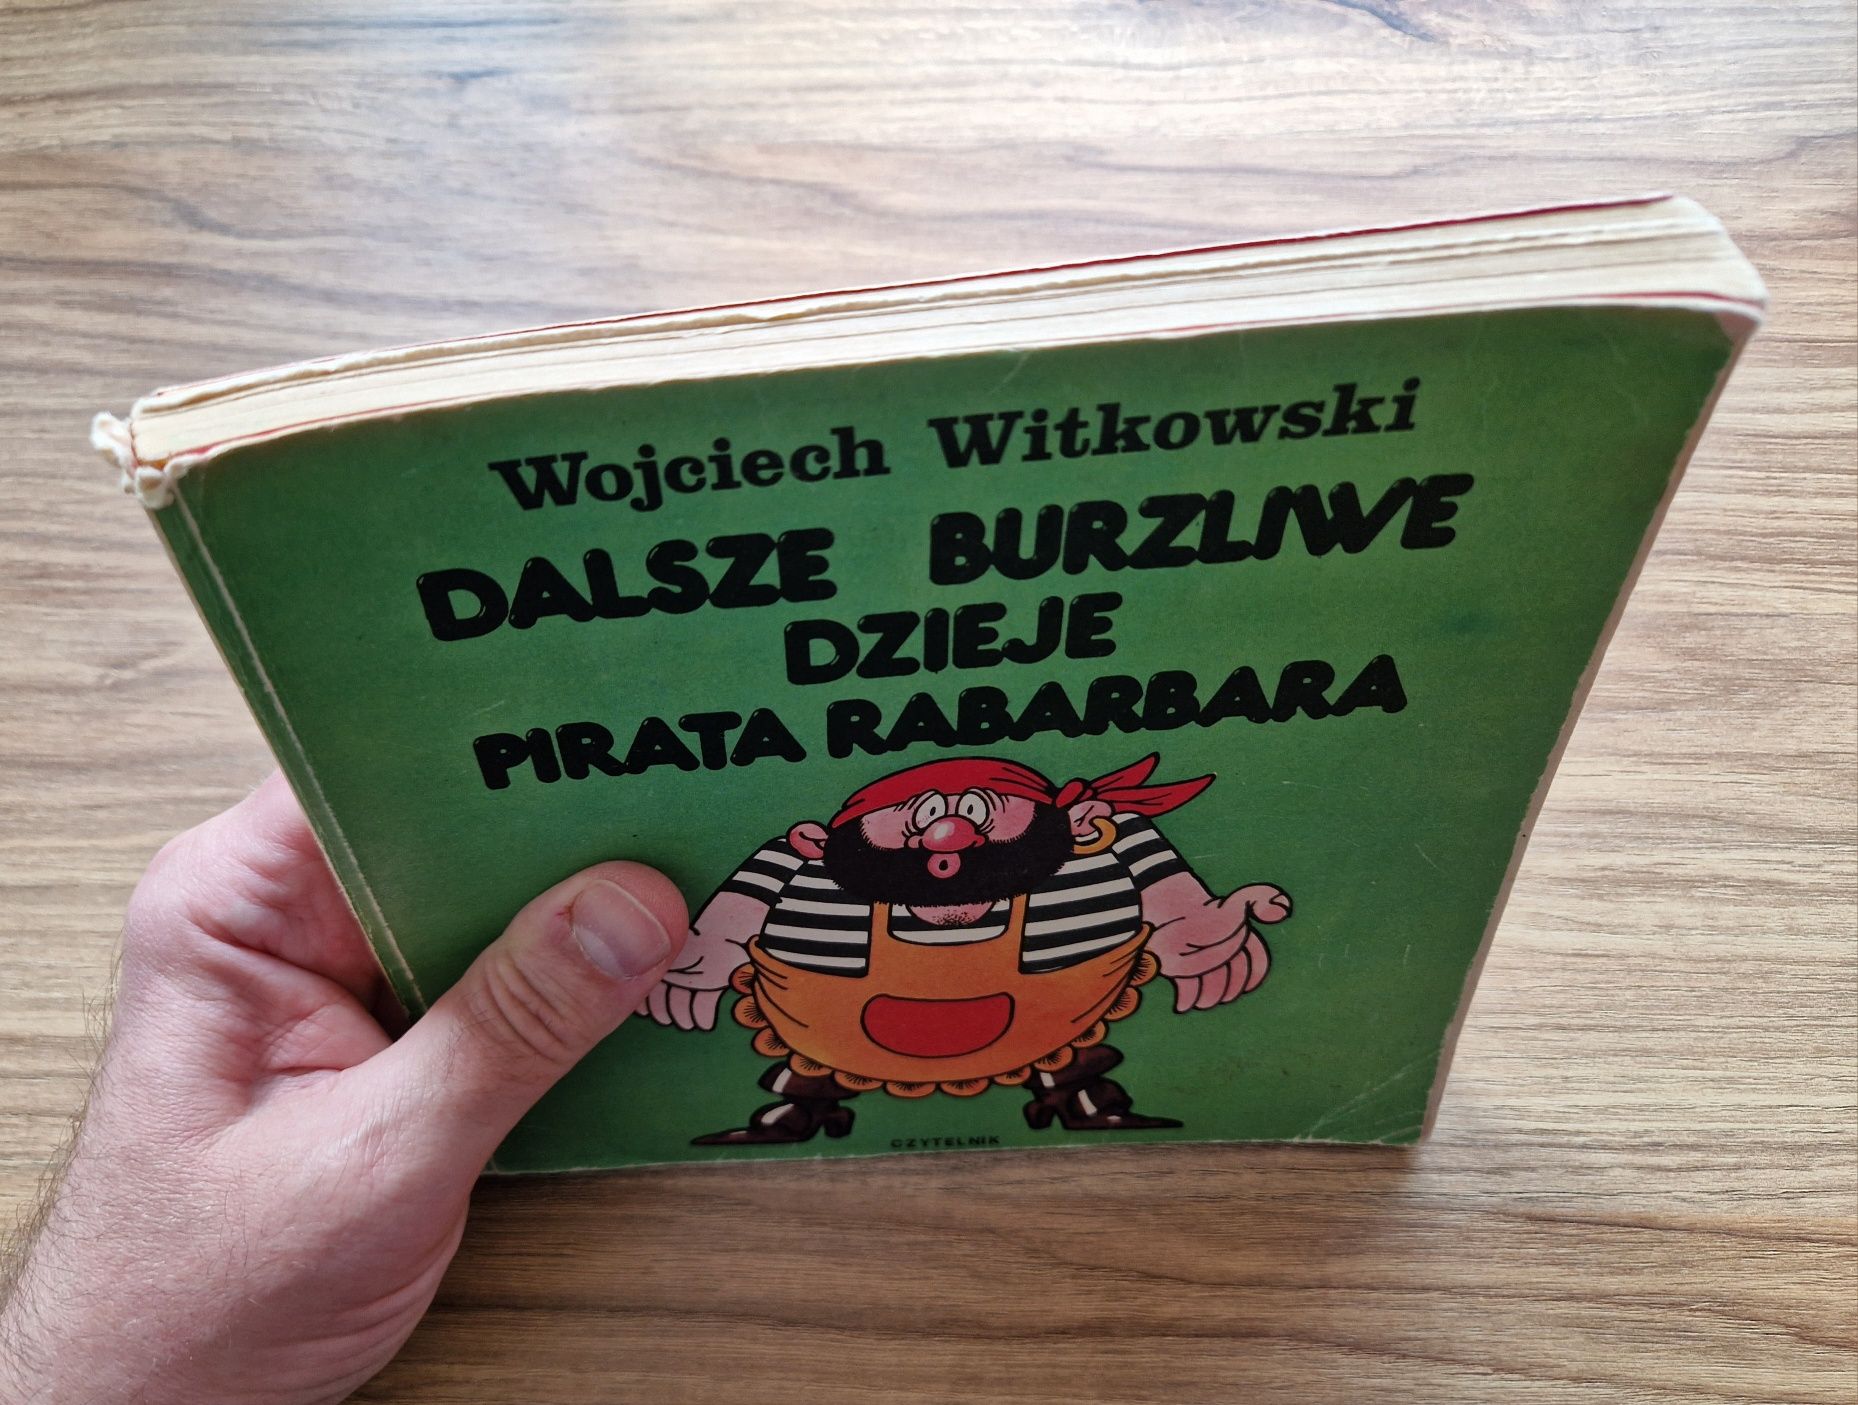 Wojciech Witkowski
DALSZE BURZLIWE
DZIEJE
PIRATA RABARBARA
CZYTELNIK